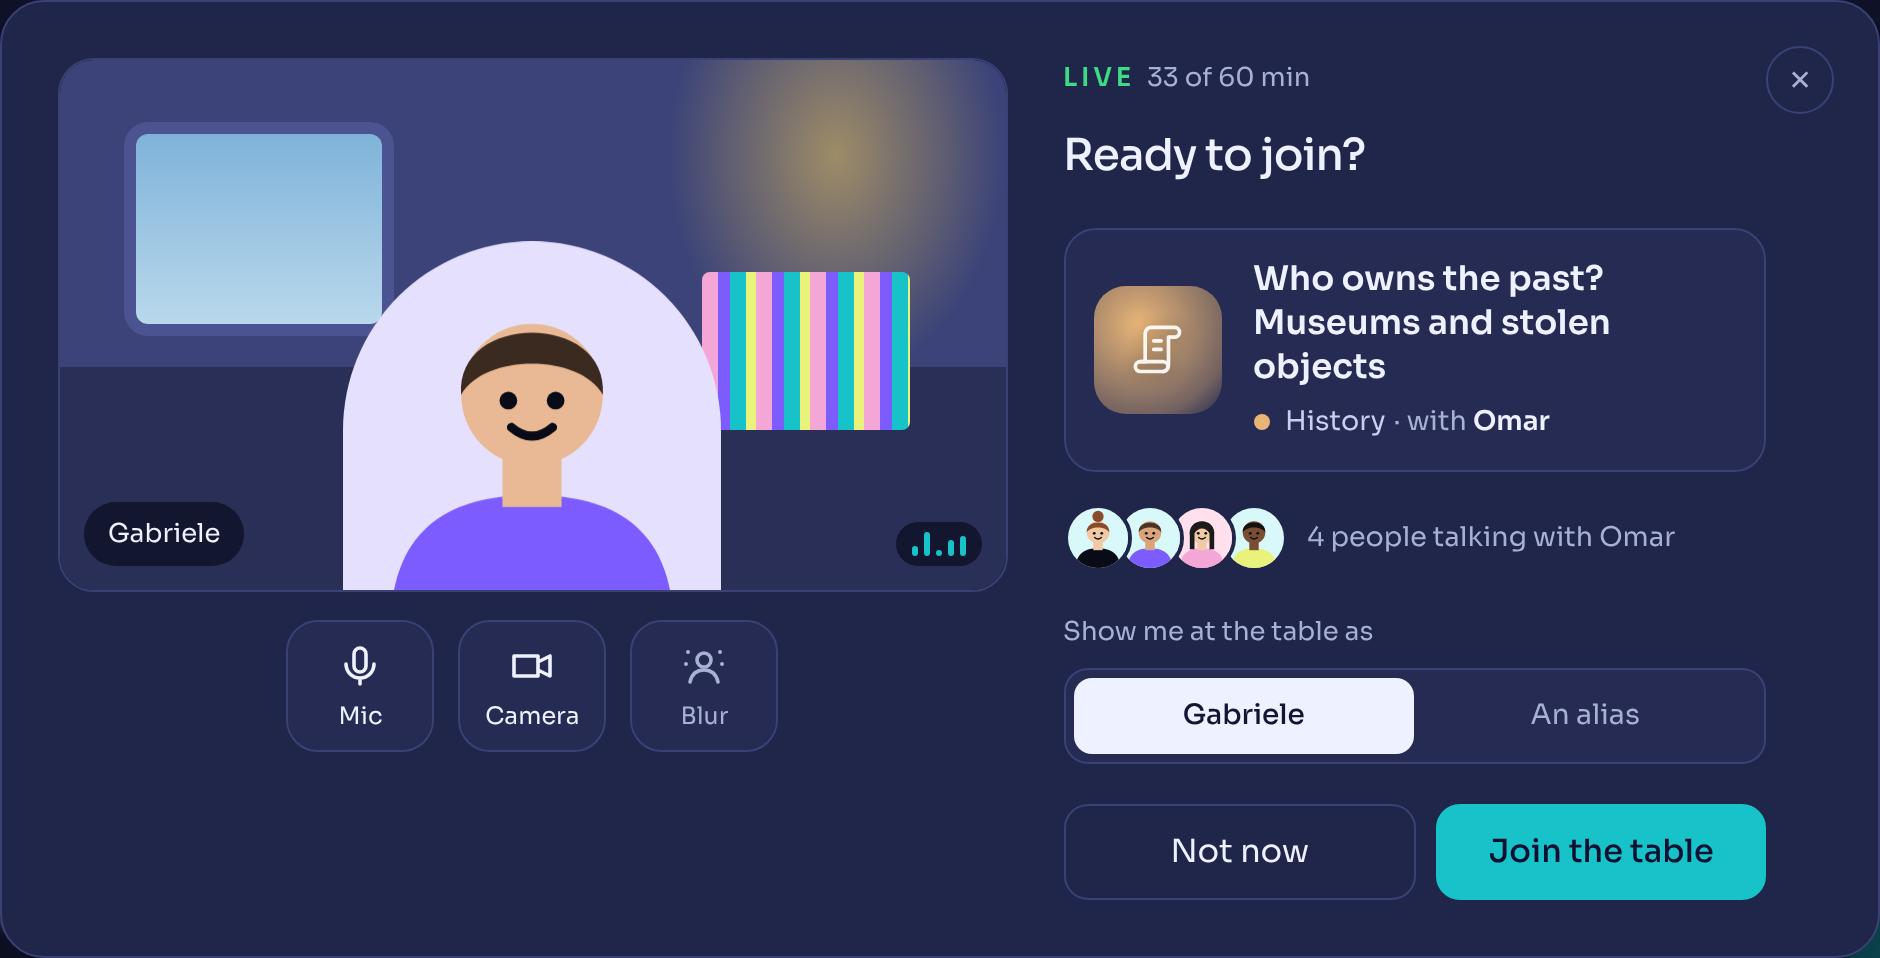 Gabriele
Mic
Camera
Blur
LIVE 33 of 60 min
Ready to join?
Who owns the past?
Museums and stolen
objects
History · with Omar
4 people talking with Omar
Show me at the table as
Gabriele
An alias
Not now
Join the table